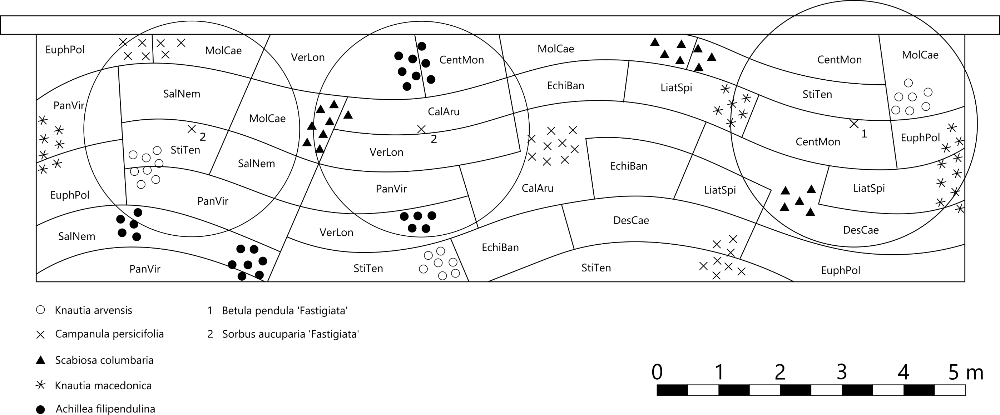 EuphPol
MolCae
VerLon
CentMon
MolCae
CentMon
MolCae
PanVir
SalNem
MolCae
CalAru
EchiBan
LiatSpi
StiTen
2
StiTen
SalNem
2
VerLon
CentMon
1
EuphPol
EuphPol
PanVir
PanVir
CalAru
EchiBan
LiatSpi
LiatSpi
SalNem
VerLon
EchiBan
DesCae
DesCae
PanVir
StiTen
StiTen
EuphPol
Knautia arvensis
1 Betula pendula 'Fastigiata'
Campanula persicifolia
2 Sorbus aucuparia 'Fastigiata'
Scabiosa columbaria
Knautia macedonica
Achillea filipendulina
0 1 2 3 4 5 m